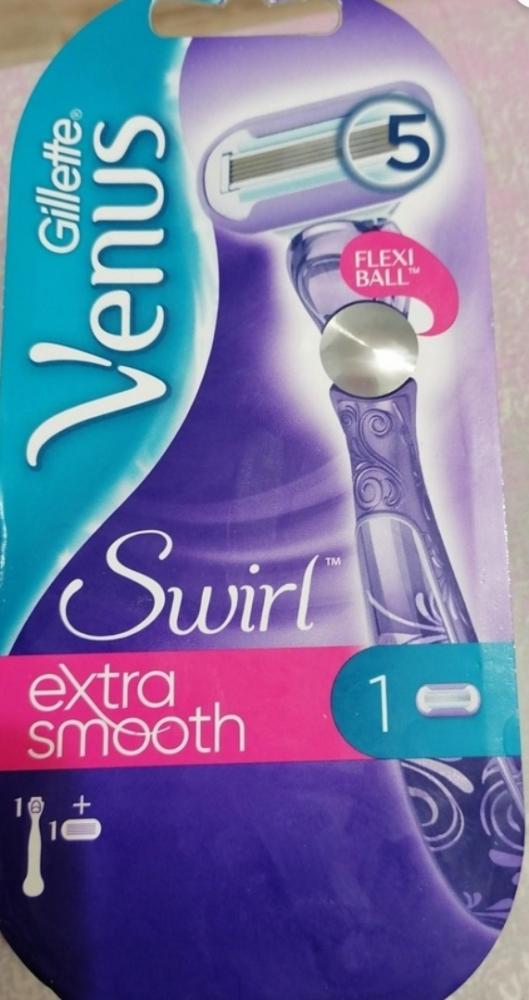 Gillette®
Venus
5
FLEXI
BALL™
Swirl™
extra
smooth
1
1 + 1